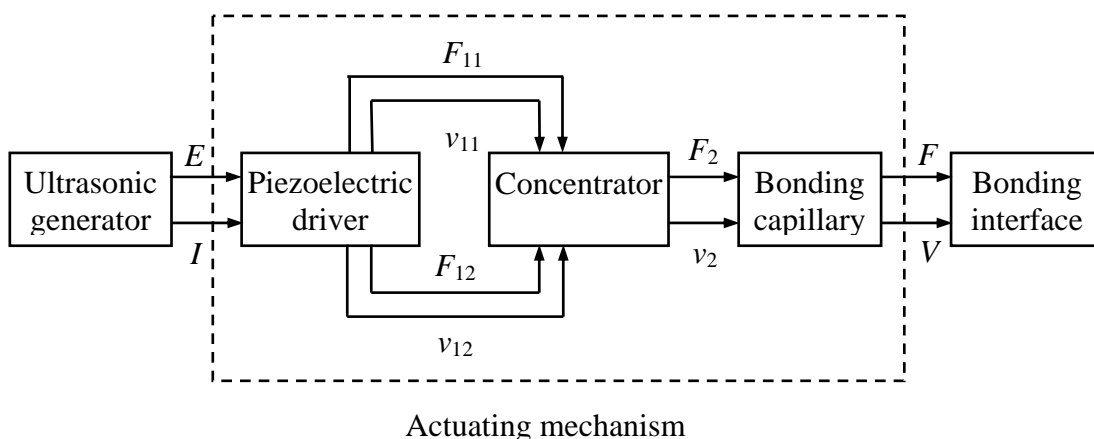 F11
v11
E
F2
F
Ultrasonic
generator
Piezoelectric
driver
Concentrator
Bonding
capillary
Bonding
interface
I
F12
v2
V
v12
Actuating mechanism